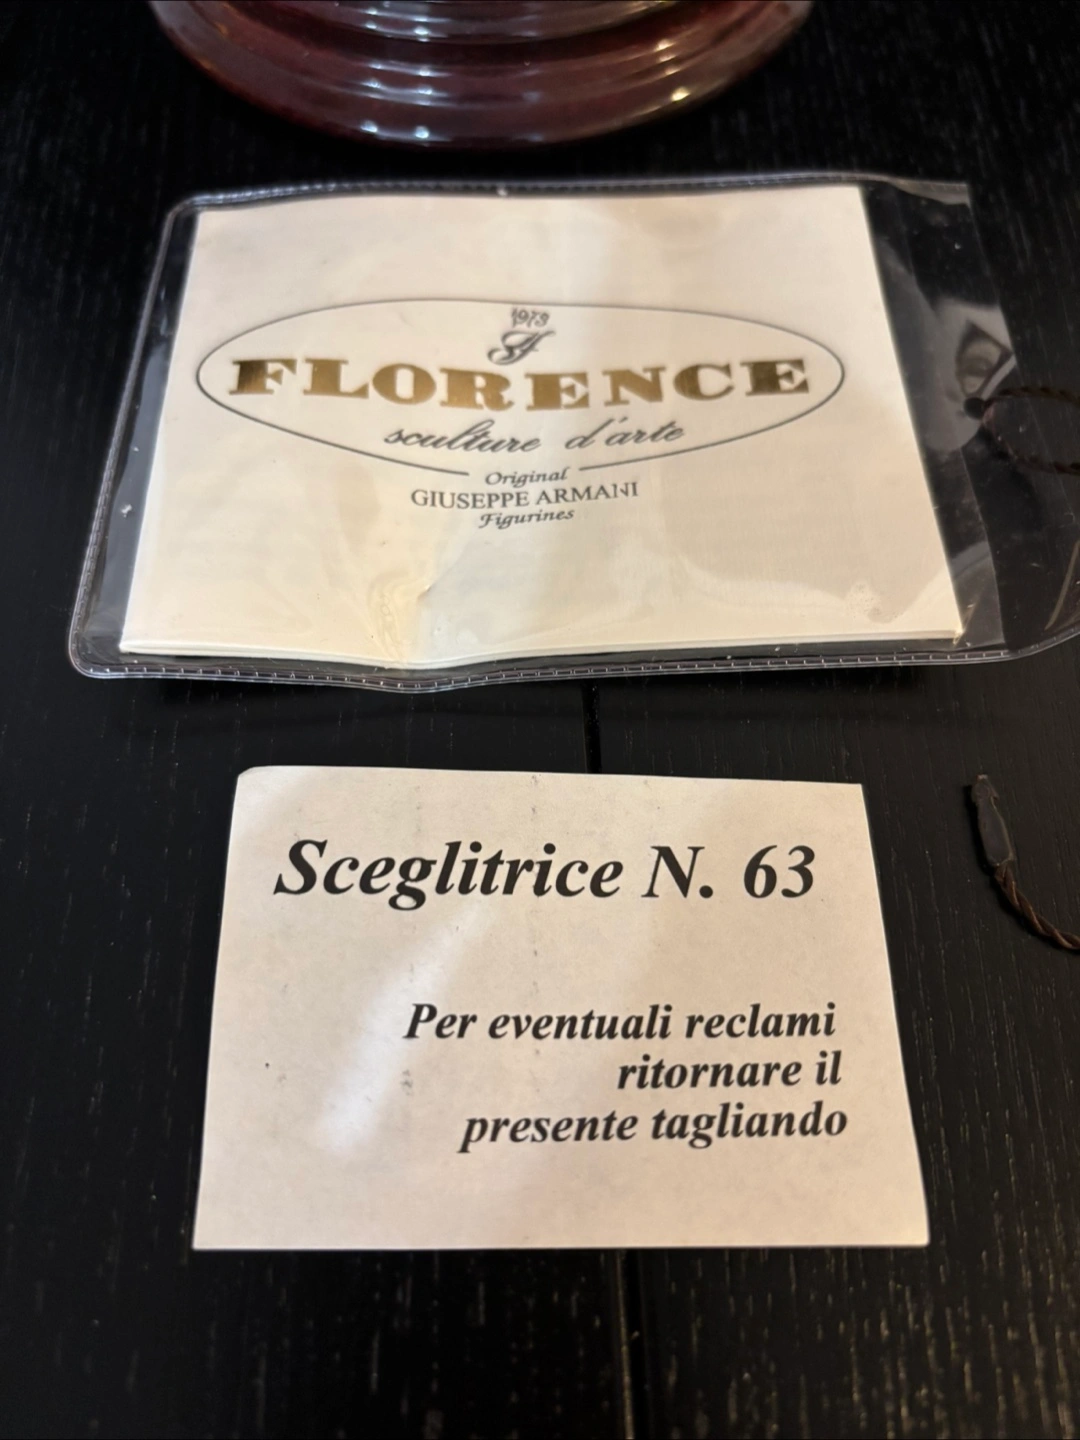 1973
FLORENCE
sculture d'arte
Original
GIUSEPPE ARMANI
Figurines
Sceglitrice N. 63
Per eventuali reclami
ritornare il
presente tagliando